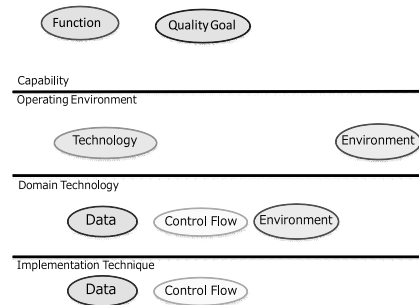 Function
Quality Goal
Capability
Operating Environment
Technology
Environment
Domain Technology
Data
Control Flow
Environment
Implementation Technique
Data
Control Flow